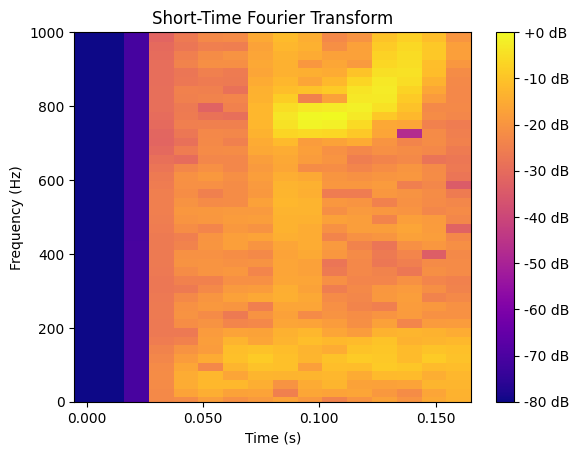 Short-Time Fourier Transform
1000
800
600
400
200
0
Frequency (Hz)
0.000
0.050
0.100
0.150
Time (s)
+0 dB
-10 dB
-20 dB
-30 dB
-40 dB
-50 dB
-60 dB
-70 dB
-80 dB